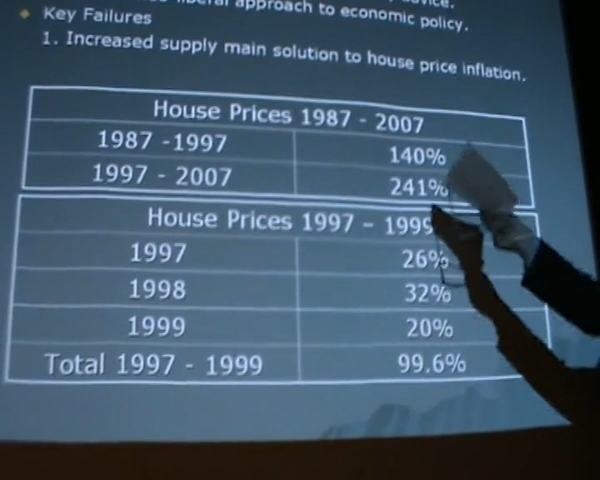 approach to economic policy.
Key Failures
1. Increased supply main solution to house price inflation.
House Prices 1987 - 2007
1987 -1997 140%
1997 - 2007 241%
House Prices 1997 – 1999
1997 26%
1998 32%
1999 20%
Total 1997 - 1999 99.6%